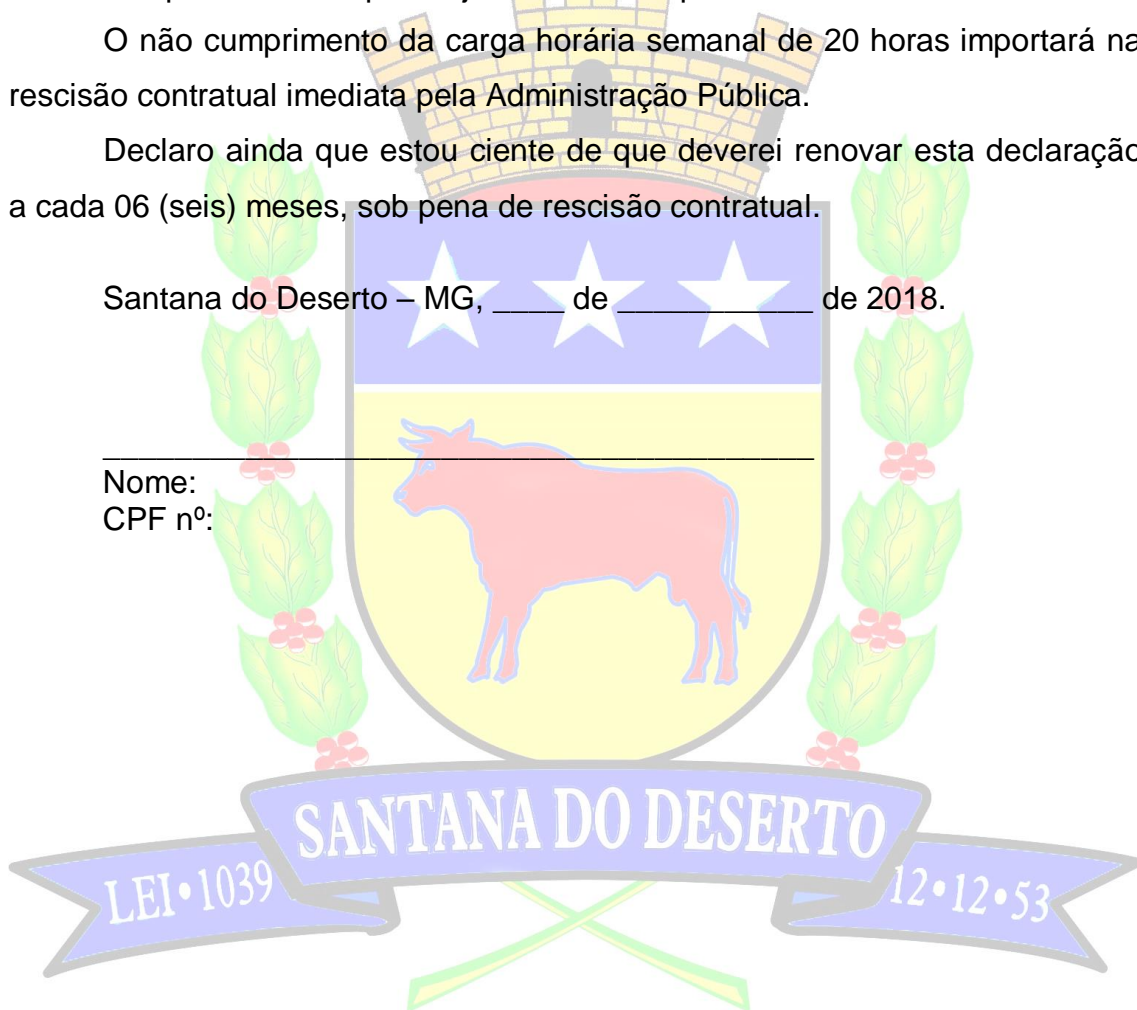 O não cumprimento da carga horária semanal de 20 horas importará na
rescisão contratual imediata pela Administração Pública.
Declaro ainda que estou ciente de que deverei renovar esta declaração
a cada 06 (seis) meses, sob pena de rescisão contratual.
Santana do Deserto – MG, ____ de ___________ de 2018.
________________________________________
Nome:
CPF nº:
SANTANA DO DESERTO
LEI•1039
12•12•53